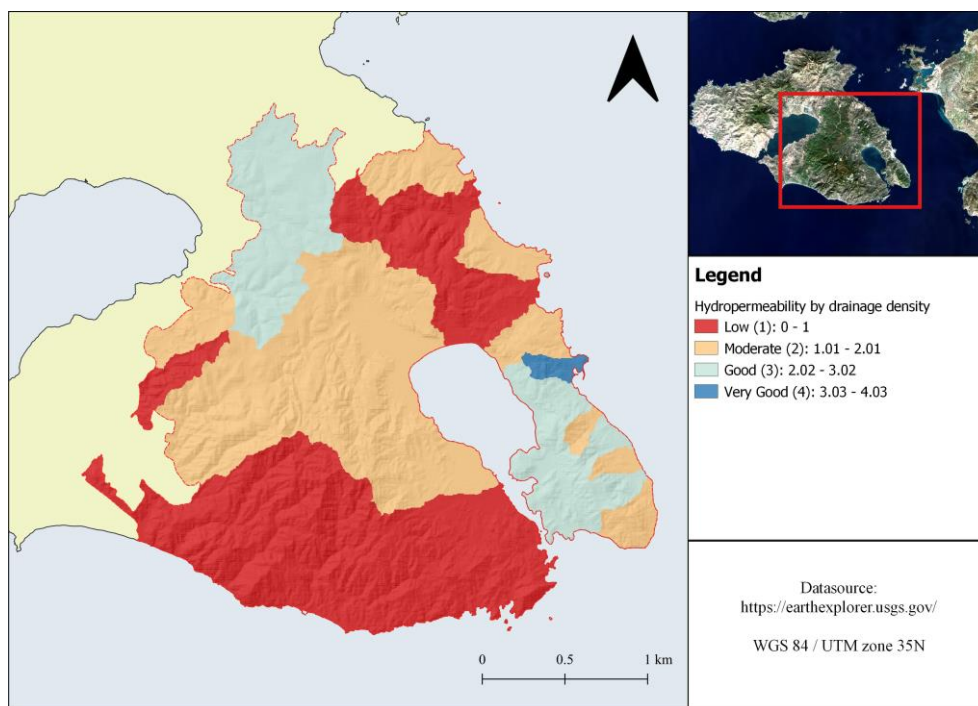 Legend
Hydropermeability by drainage density
Low (1): 0 - 1
Moderate (2): 1.01 - 2.01
Good (3): 2.02 - 3.02
Very Good (4): 3.03 - 4.03
Datasource:
https://earthexplorer.usgs.gov/
WGS 84 / UTM zone 35N
0 0.5 1 km